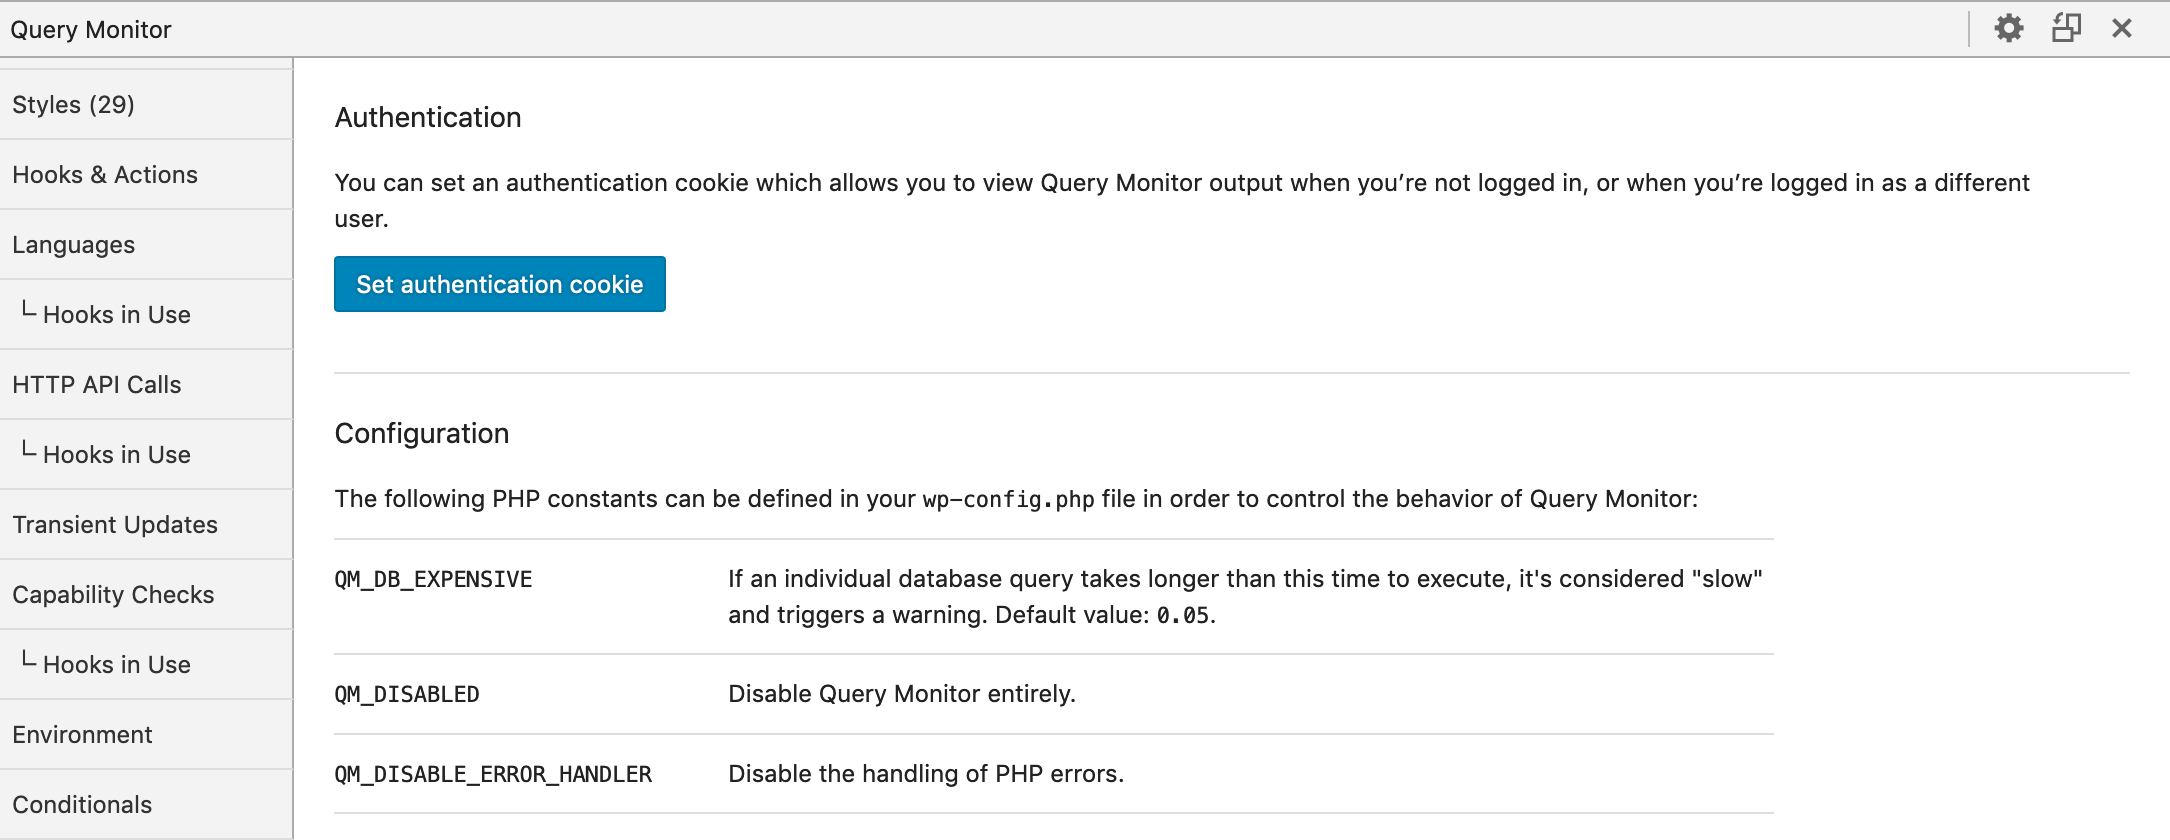 Query Monitor
Styles (29)
Hooks & Actions
Languages
Hooks in Use
HTTP API Calls
Hooks in Use
Transient Updates
Capability Checks
Hooks in Use
Environment
Conditionals
Authentication
You can set an authentication cookie which allows you to view Query Monitor output when you’re not logged in, or when you’re logged in as a different
user.
Set authentication cookie
Configuration
The following PHP constants can be defined in your wp-config.php file in order to control the behavior of Query Monitor:
QM_DB_EXPENSIVE If an individual database query takes longer than this time to execute, it's considered "slow"
and triggers a warning. Default value: 0.05.
QM_DISABLED Disable Query Monitor entirely.
QM_DISABLE_ERROR_HANDLER Disable the handling of PHP errors.